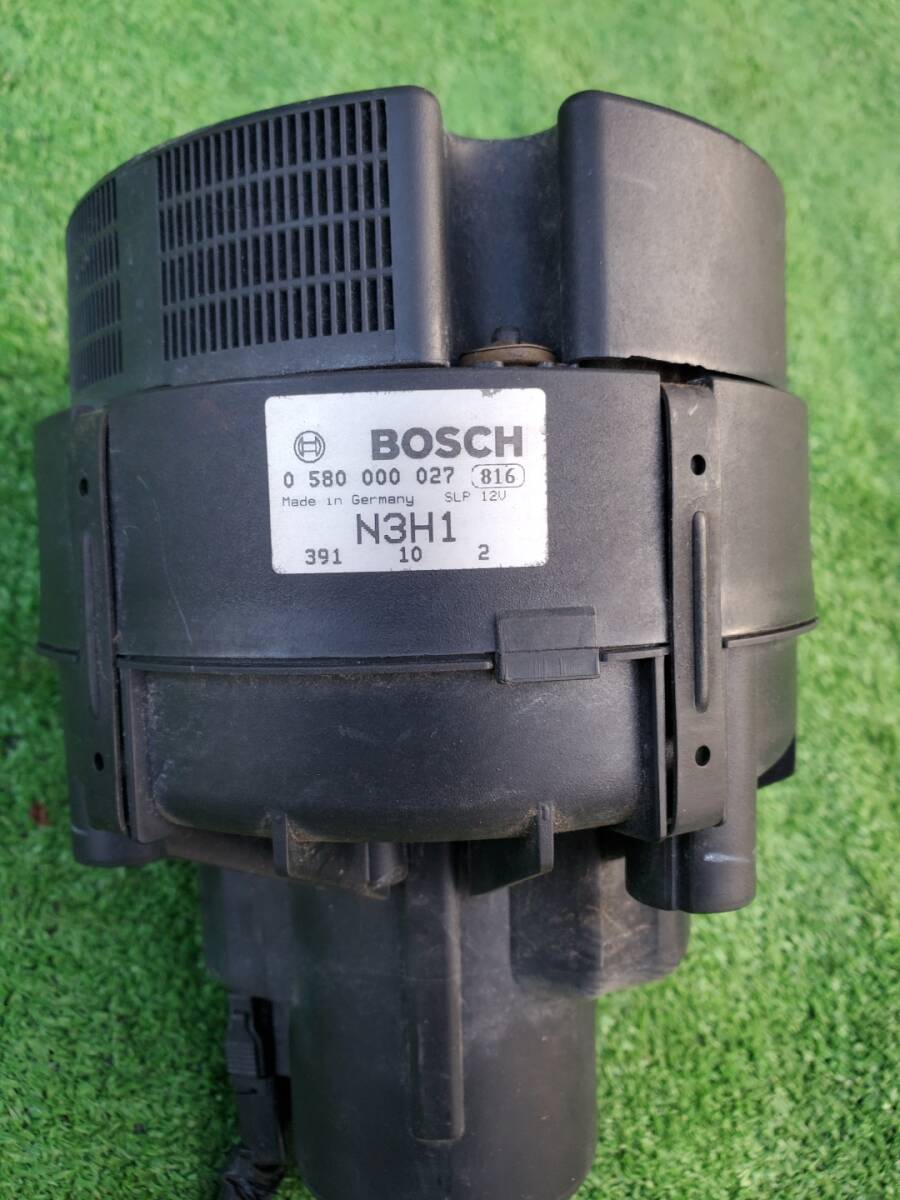 BOSCH
0 580 000 027 816
Made in Germany SLP 12V
N3H1
391 10 2